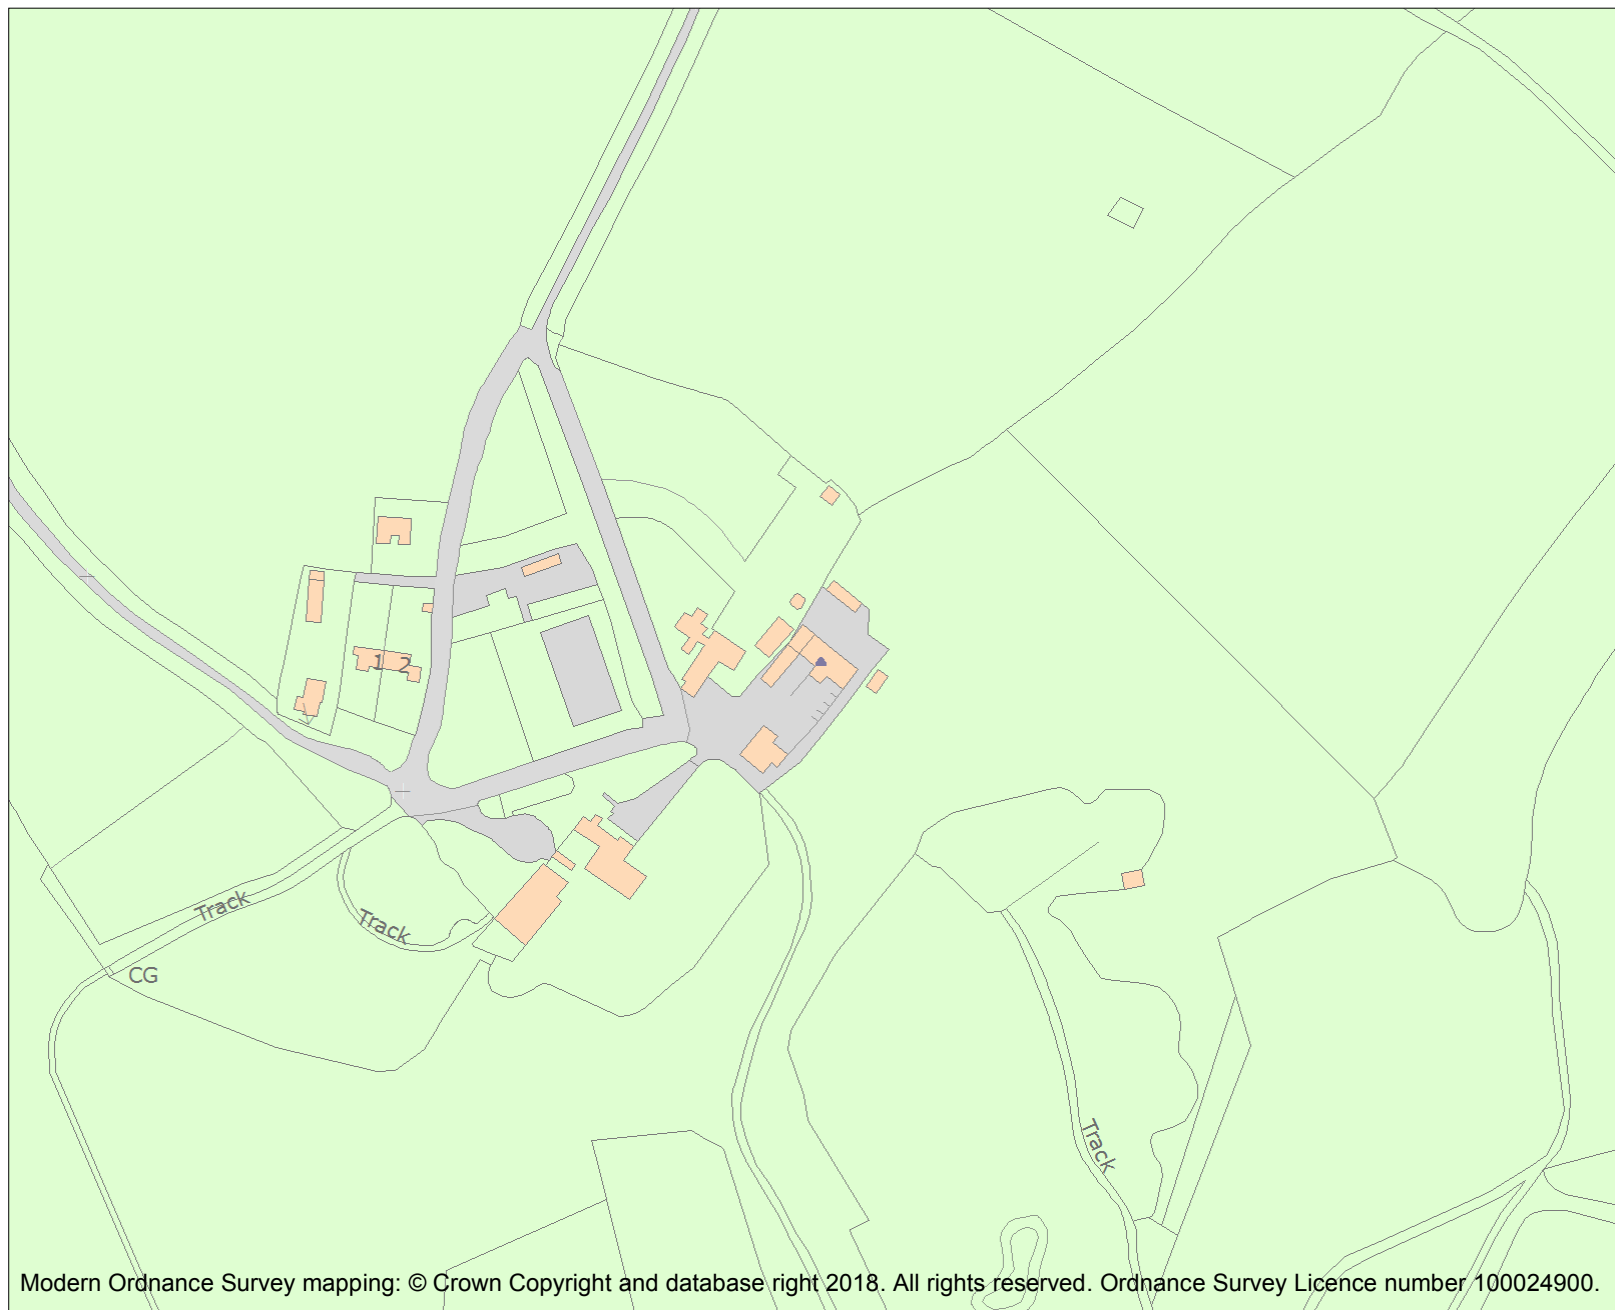 1 2
Track
Track
CG
Track
Modern Ordnance Survey mapping: © Crown Copyright and database right 2018. All rights reserved. Ordnance Survey Licence number 100024900.